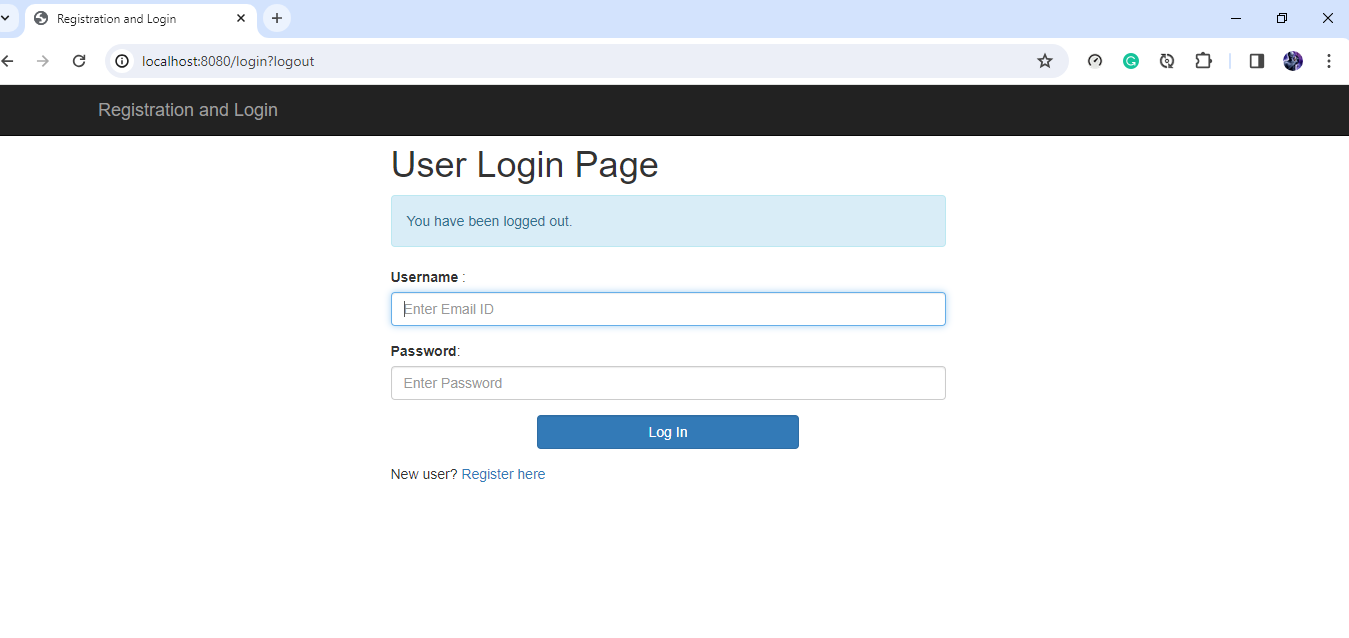 Registration and Login
localhost:8080/login?logout
Registration and Login
User Login Page
You have been logged out.
Username :
Enter Email ID
Password:
Enter Password
Log In
New user? Register here